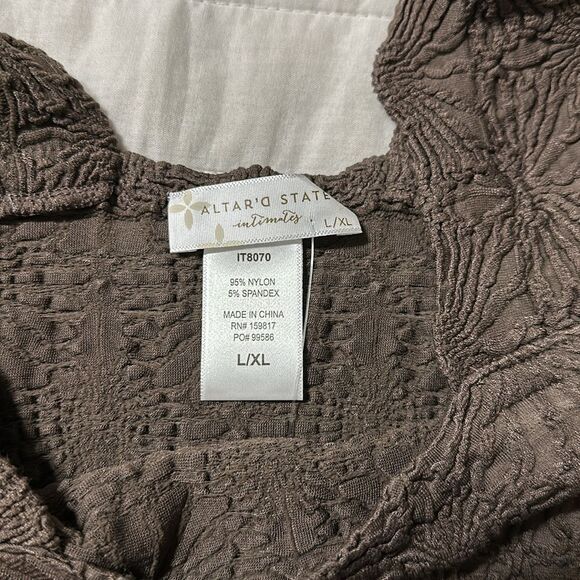 ALTAR'D STATE
intimates
L/XL
IT8070
95% NYLON
5% SPANDEX
MADE IN CHINA
RN# 159817
PO# 99586
L/XL